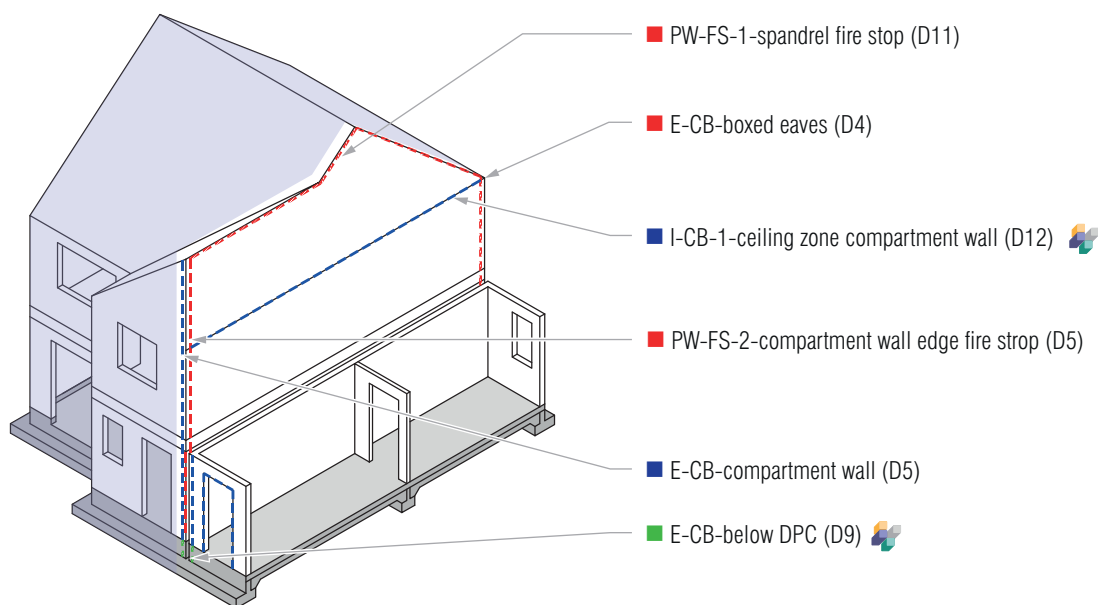 PW-FS-1-spandrel fire stop (D11)
E-CB-boxed eaves (D4)
I-CB-1-ceiling zone compartment wall (D12)
PW-FS-2-compartment wall edge fire strop (D5)
E-CB-compartment wall (D5)
E-CB-below DPC (D9)